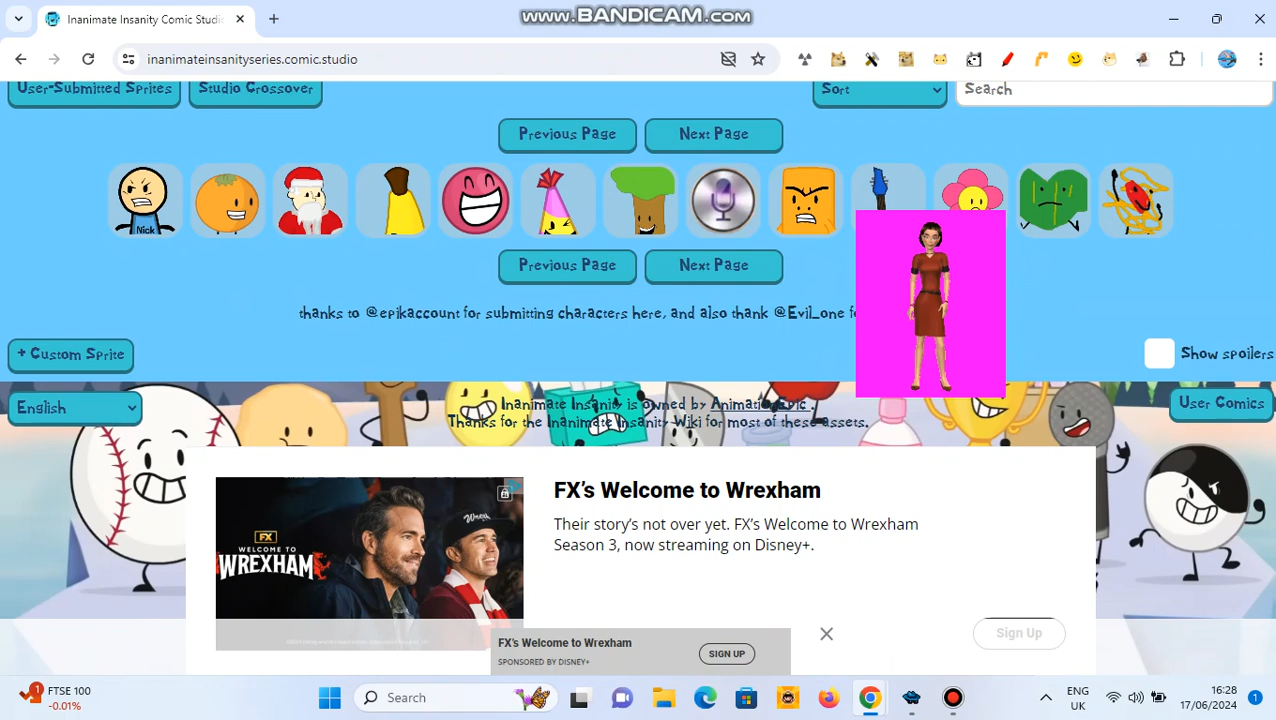 www.BANDICAM.com
Inanimate Insanity Comic Studio
inanimateinsanityseries.comic.studio
User-Submitted Sprites
Studio Crossover
Sort
Search
Previous Page
Next Page
Nick
Previous Page
Next Page
thanks to @epikaccount for submitting characters here, and also thank @Evil_one
+ Custom Sprite
Show spoilers
English
Inanimate Insanity is owned by Animation Epic.
Thanks for the Inanimate Insanity Wiki for most of these assets.
User Comics
FX
WELCOME TO
WREXHAM
FX's Welcome to Wrexham
Their story's not over yet. FX's Welcome to Wrexham
Season 3, now streaming on Disney+.
Sign Up
FX's Welcome to Wrexham
SPONSORED BY DISNEY+
SIGN UP
1
FTSE 100
-0.01%
Search
ENG
UK
16:28
17/06/2024
1